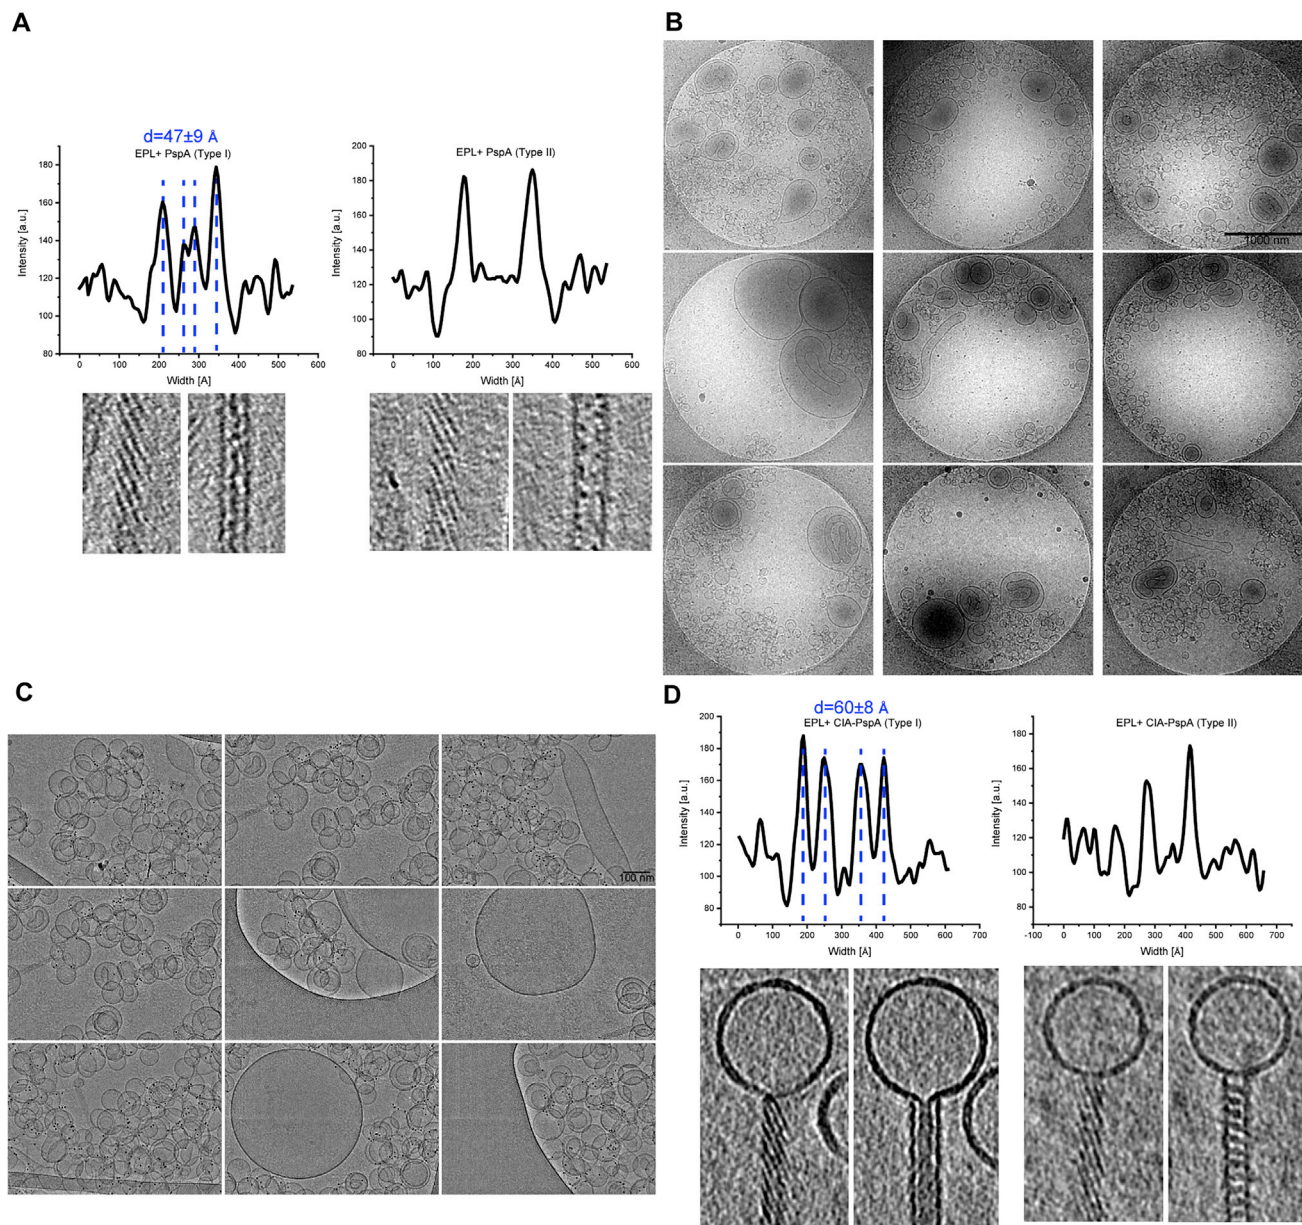 A
d=47±9 Å
EPL+ PspA (Type I)
180
160
140
120
100
80
Intensity [a.u.]
0 100 200 300 400 500 600
Width [A]
EPL+ PspA (Type II)
200
180
160
140
120
100
80
Intensity [a.u.]
0 100 200 300 400 500 600
Width [Å]
B
1000 nm
C
100 nm
D
d=60±8 Å
EPL+ CIA-PspA (Type I)
200
180
160
140
120
100
80
Intensity [a.u.]
0 100 200 300 400 500 600 700
Width [Å]
EPL+ CIA-PspA (Type II)
180
160
140
120
100
80
Intensity [a.u.]
-100 0 100 200 300 400 500 600 700
Width [Å]